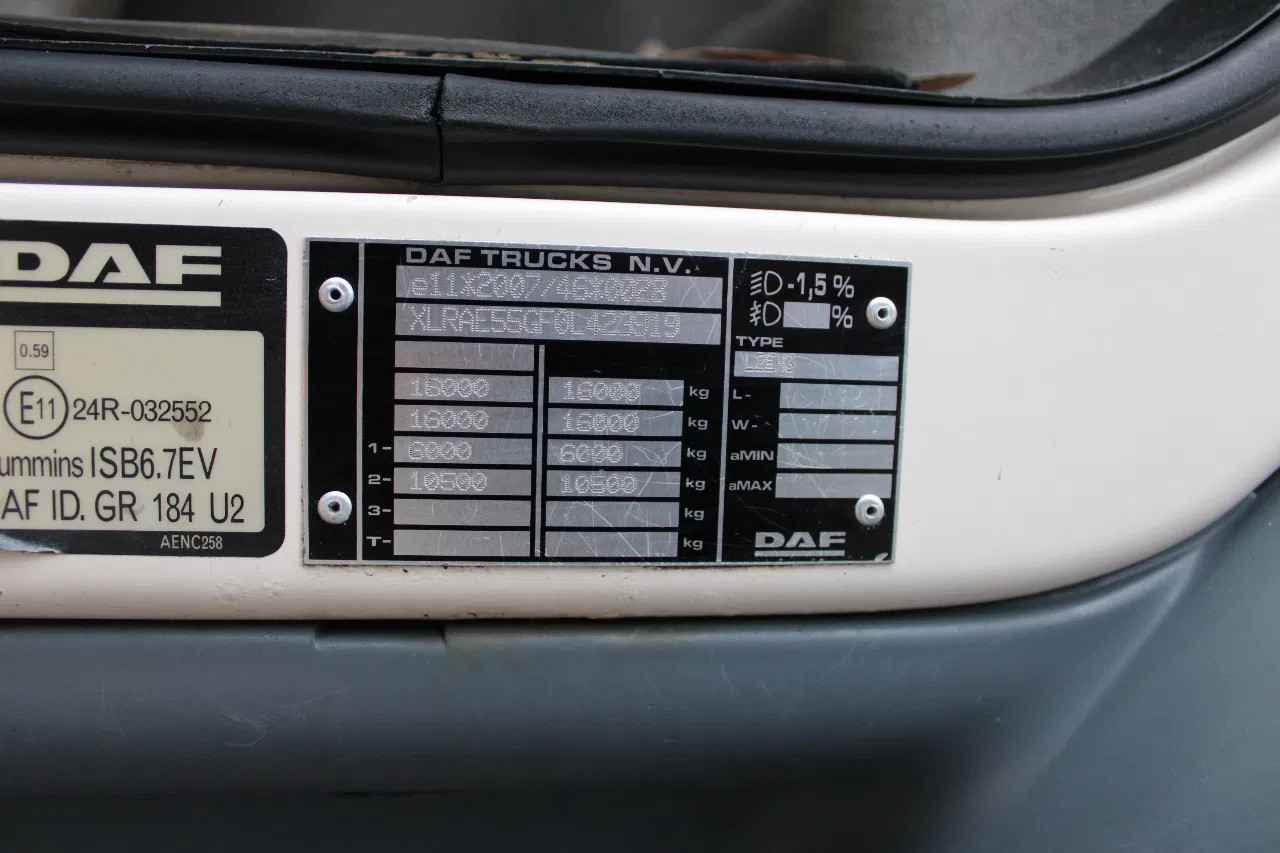 DAF
0.59
E11 24R-032552
ummins ISB6.7EV
AF ID. GR 184 U2
AENC258
DAF TRUCKS N.V.
e11X2007//46X0028
XLRAE55GF0L423919
16000 16000 kg
16000 16000 kg
1- 6000 6000 kg
2- 10500 10500 kg
3- kg
T- kg
-1,5%
%
TYPE
L-
W-
aMIN
aMAX
DAF